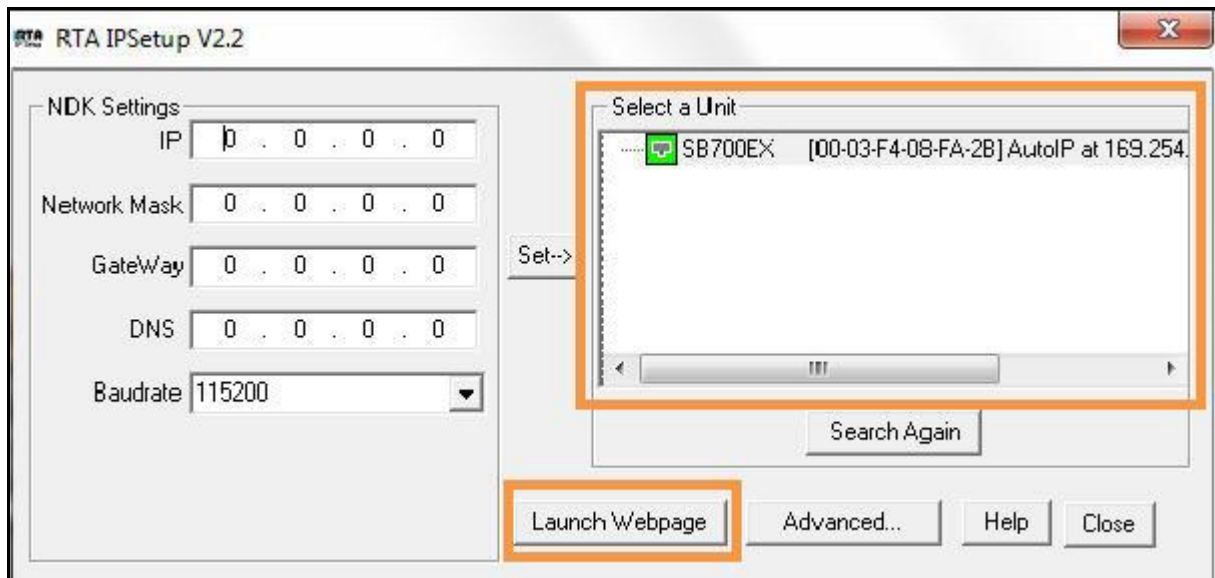 RTA IPSetup V2.2
NDK Settings
IP 0 . 0 . 0 . 0
Network Mask 0 . 0 . 0 . 0
GateWay 0 . 0 . 0 . 0
DNS 0 . 0 . 0 . 0
Baudrate 115200
Set-->
Select a Unit
SB700EX [00-03-F4-08-FA-2B] AutoIP at 169.254.
Search Again
Launch Webpage Advanced... Help Close